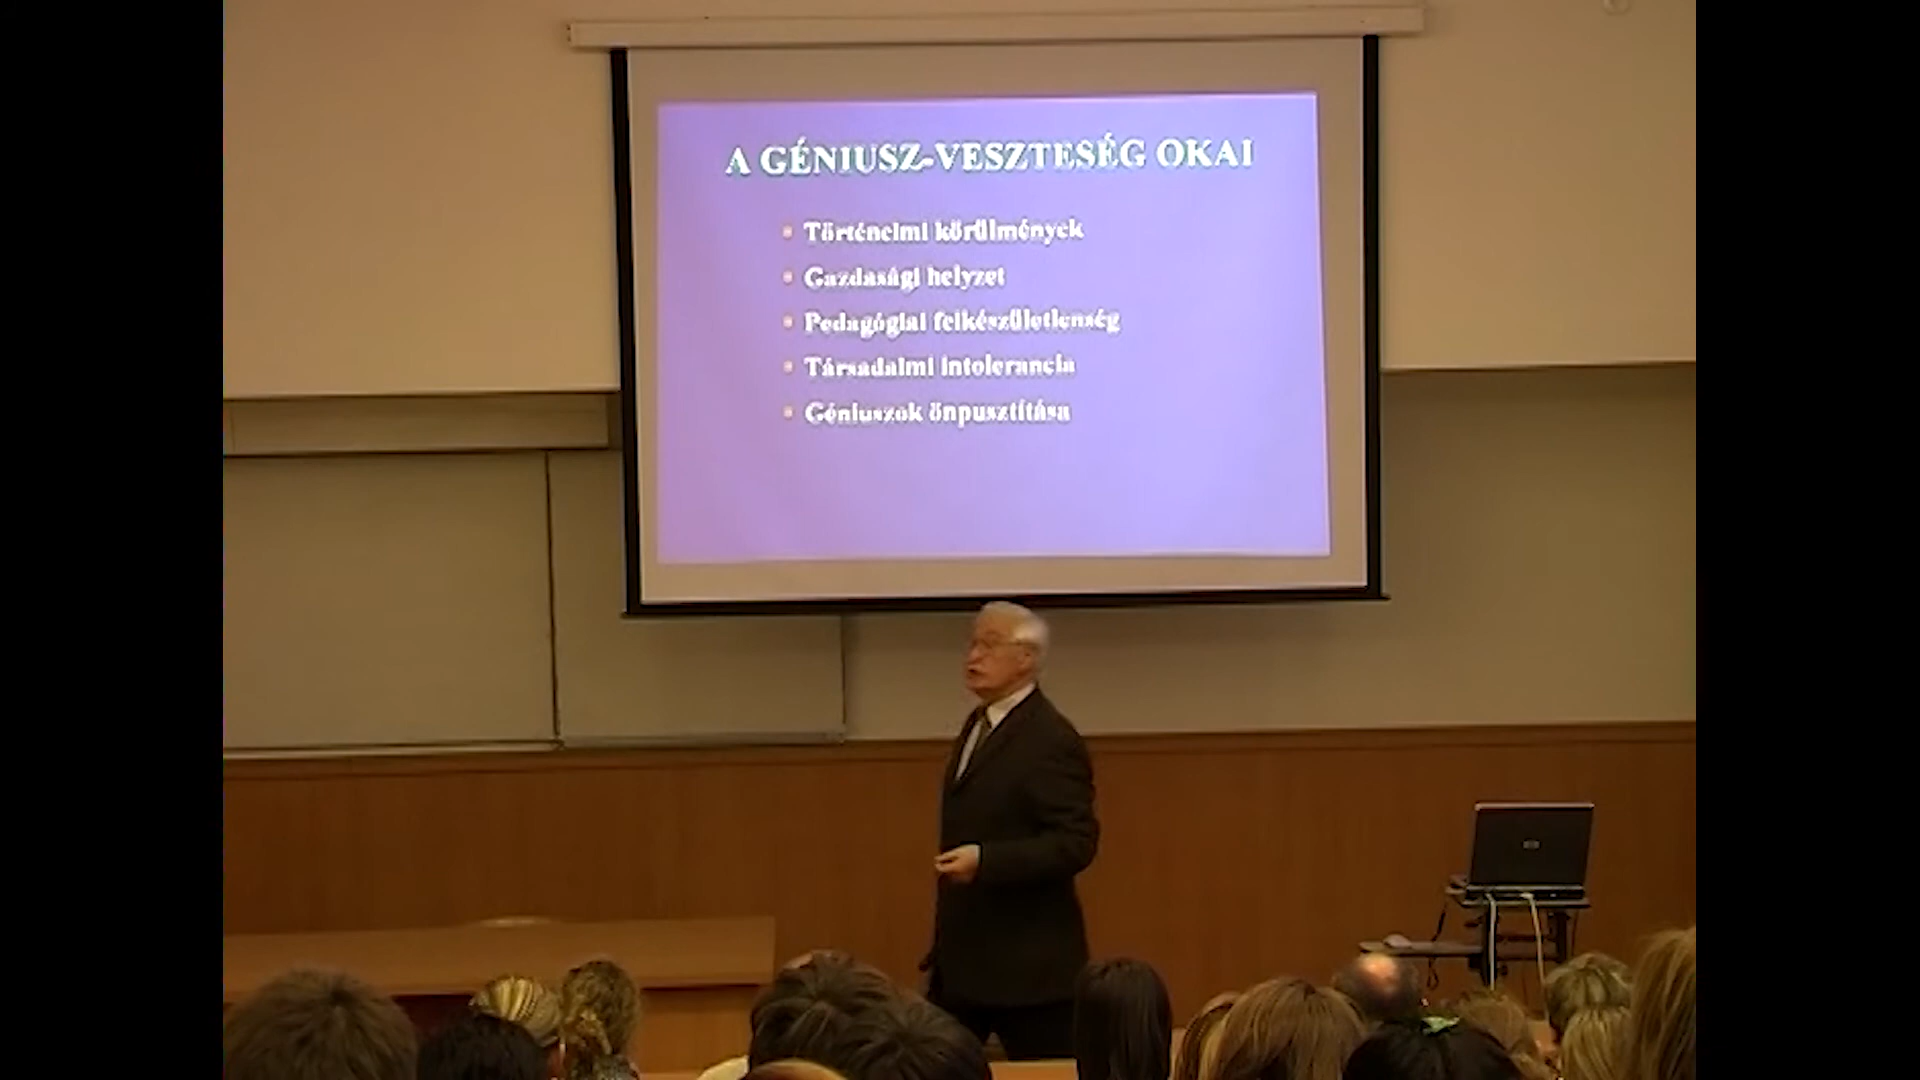 A GÉNIUSZ-VESZTESÉG OKAI
Történelmi körülmények
Gazdasági helyzet
Pedagógiai felkészületlenség
Társadalmi intolerancia
Géniuszok önpusztítása